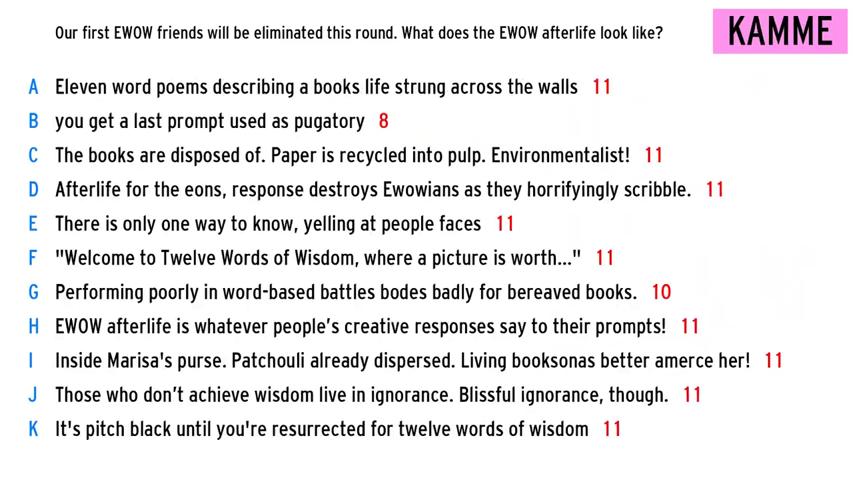 Our first EWOW friends will be eliminated this round. What does the EWOW afterlife look like?
KAMME
A Eleven word poems describing a books life strung across the walls 11
B you get a last prompt used as pugatory 8
C The books are disposed of. Paper is recycled into pulp. Environmentalist! 11
D Afterlife for the eons, response destroys Ewowians as they horrifyingly scribble. 11
E There is only one way to know, yelling at people faces 11
F "Welcome to Twelve Words of Wisdom, where a picture is worth..." 11
G Performing poorly in word-based battles bodes badly for bereaved books. 10
H EWOW afterlife is whatever people’s creative responses say to their prompts! 11
I Inside Marisa's purse. Patchouli already dispersed. Living booksonas better amerce her! 11
J Those who don’t achieve wisdom live in ignorance. Blissful ignorance, though. 11
K It's pitch black until you're resurrected for twelve words of wisdom 11